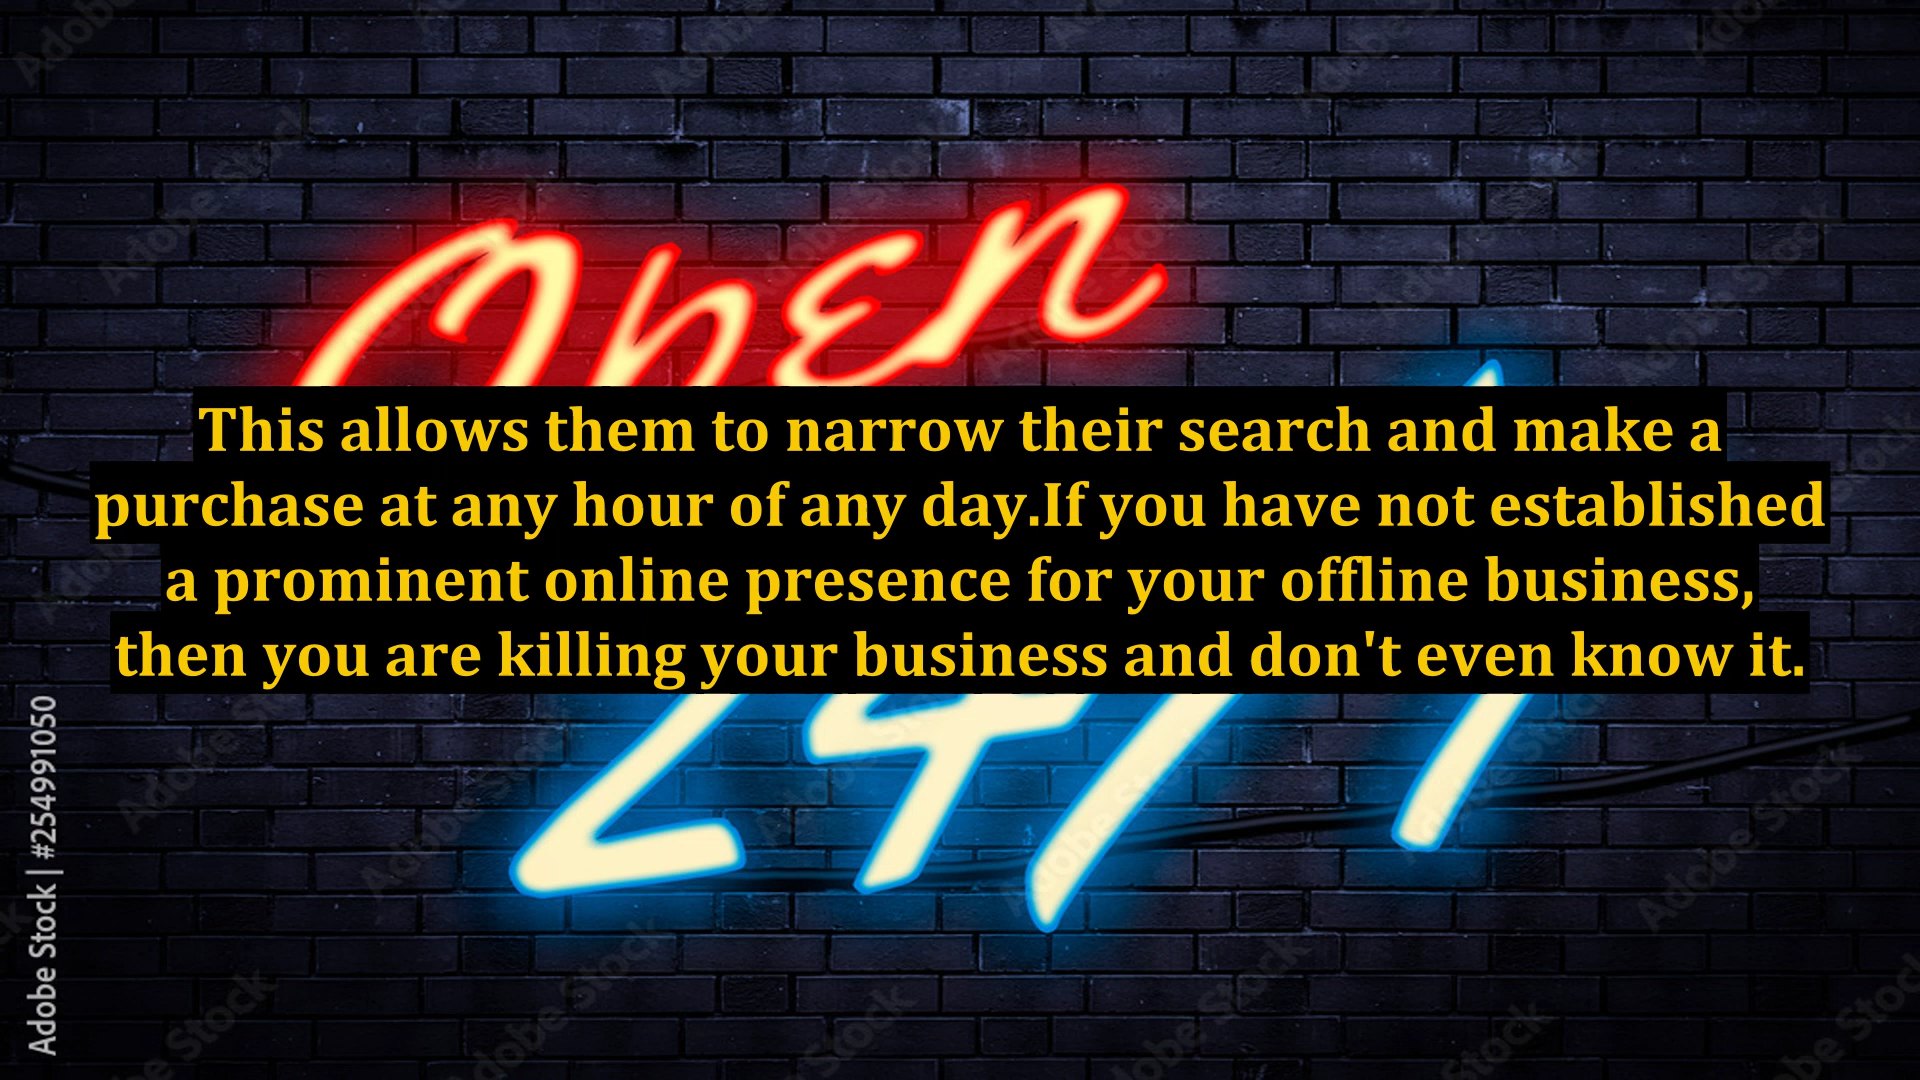 Open
This allows them to narrow their search and make a
purchase at any hour of any day.If you have not established
a prominent online presence for your offline business,
then you are killing your business and don't even know it.
24/7
Adobe Stock | #254991050